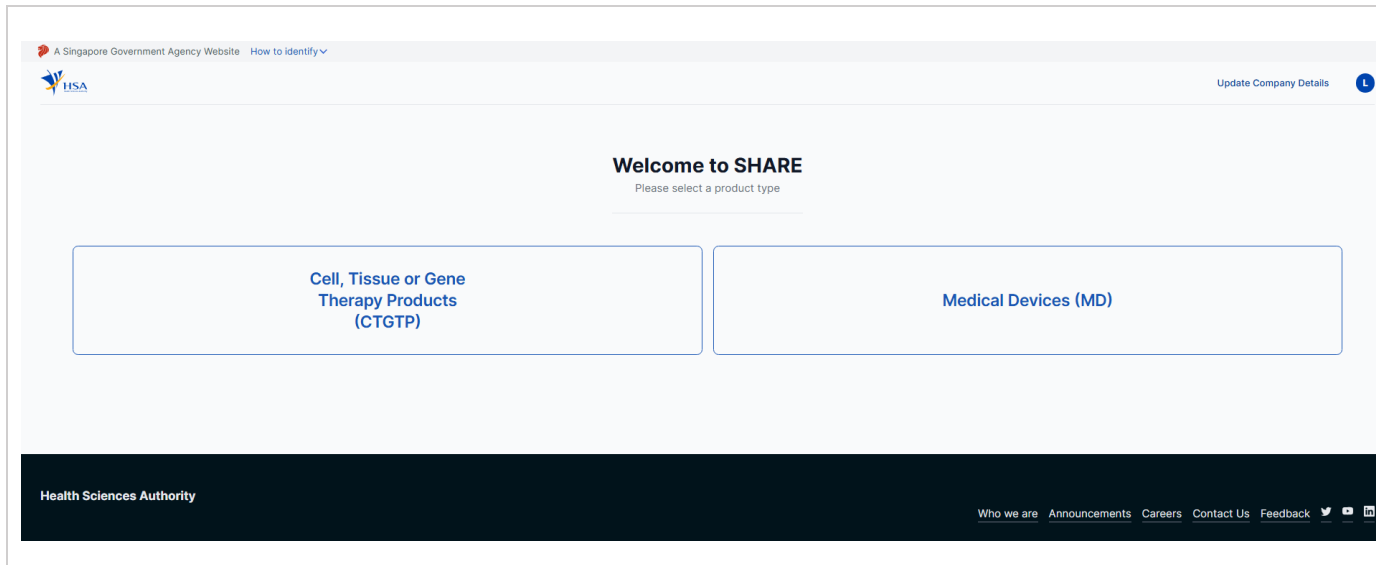 A Singapore Government Agency Website How to identify
HSA
Update Company Details
L
Welcome to SHARE
Please select a product type
Cell, Tissue or Gene
Therapy Products
(CTGTP)
Medical Devices (MD)
Health Sciences Authority
Who we are Announcements Careers Contact Us Feedback